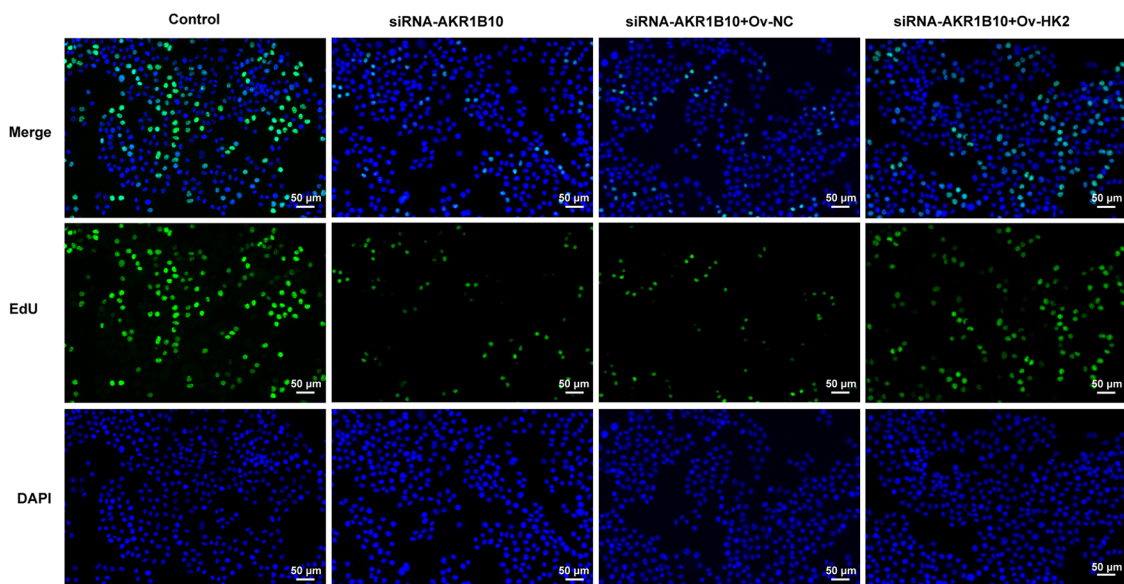 Control siRNA-AKR1B10 siRNA-AKR1B10+Ov-NC siRNA-AKR1B10+Ov-HK2
Merge
50 μm 50 μm 50 μm 50 μm
EdU
50 μm 50 μm 50 μm 50 μm
DAPI
50 μm 50 μm 50 μm 50 μm